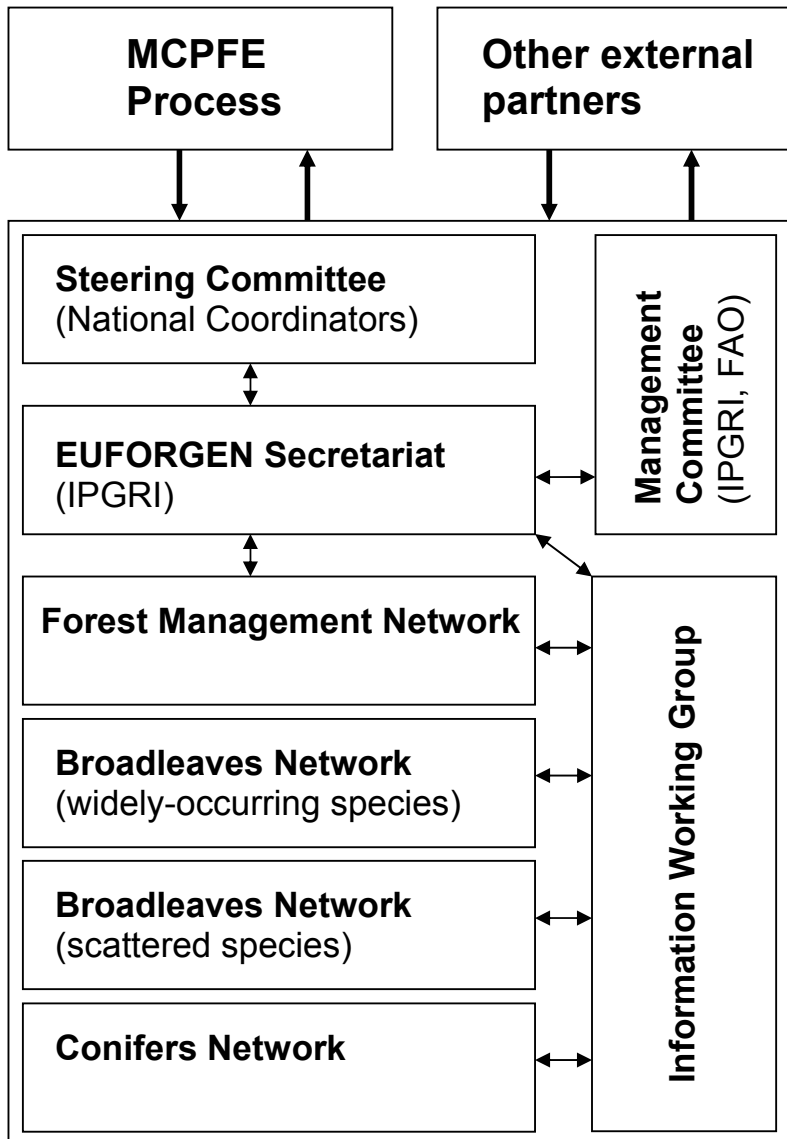 MCPFE
Process
Other external
partners
Steering Committee
(National Coordinators)
Management
Committee
(IPGRI, FAO)
EUFORGEN Secretariat
(IPGRI)
Forest Management Network
Broadleaves Network
(widely-occurring species)
Broadleaves Network
(scattered species)
Conifers Network
Information Working Group